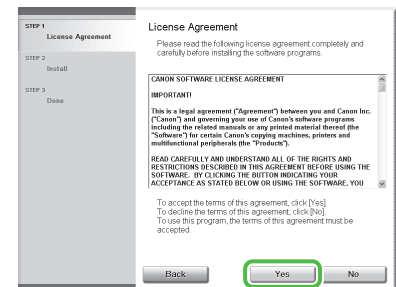 STEP 1
License Agreement
STEP 2
Install
STEP 3
Done
License Agreement
Please read the following license agreement completely and
carefully before installing the software programs.
CANON SOFTWARE LICENSE AGREEMENT
IMPORTANT!
This is a legal agreement ("Agreement") between you and Canon Inc.
("Canon") and governing your use of Canon's software programs
including the related manuals or any printed material thereof (the
"Software") for certain Canon's copying machines, printers and
multifunctional peripherals (the "Products").
READ CAREFULLY AND UNDERSTAND ALL OF THE RIGHTS AND
RESTRICTIONS DESCRIBED IN THIS AGREEMENT BEFORE USING THE
SOFTWARE. BY CLICKING THE BUTTON INDICATING YOUR
ACCEPTANCE AS STATED BELOW OR USING THE SOFTWARE, YOU
To accept the terms of this agreement, click [Yes].
To decline the terms of this agreement, click [No].
To use this program, the terms of this agreement must be
accepted.
Back
Yes
No